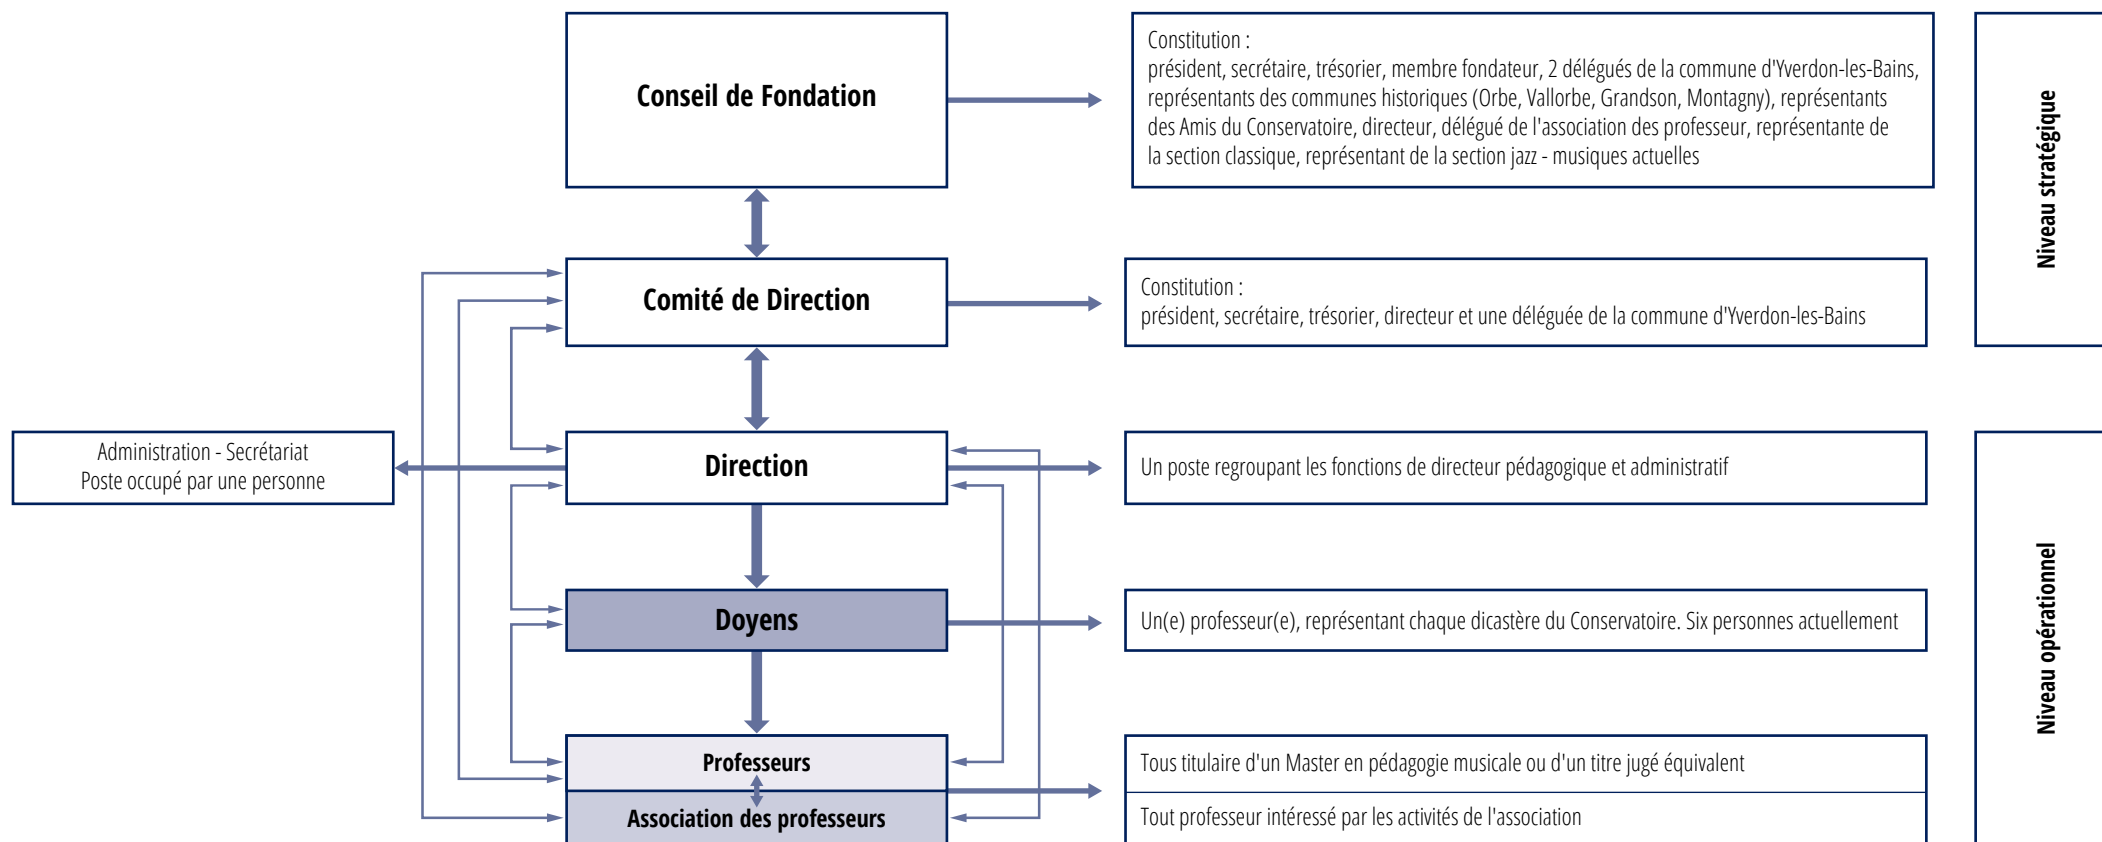 Conseil de Fondation
Constitution :
président, secrétaire, trésorier, membre fondateur, 2 délégués de la commune d'Yverdon-les-Bains,
représentants des communes historiques (Orbe, Vallorbe, Grandson, Montagny), représentants
des Amis du Conservatoire, directeur, délégué de l'association des professeur, représentante de
la section classique, représentant de la section jazz - musiques actuelles
Niveau stratégique
Comité de Direction
Constitution :
président, secrétaire, trésorier, directeur et une déléguée de la commune d'Yverdon-les-Bains
Administration - Secrétariat
Poste occupé par une personne
Direction
Un poste regroupant les fonctions de directeur pédagogique et administratif
Niveau opérationnel
Doyens
Un(e) professeur(e), représentant chaque dicastère du Conservatoire. Six personnes actuellement
Professeurs
Tous titulaire d'un Master en pédagogie musicale ou d'un titre jugé équivalent
Association des professeurs
Tout professeur intéressé par les activités de l'association